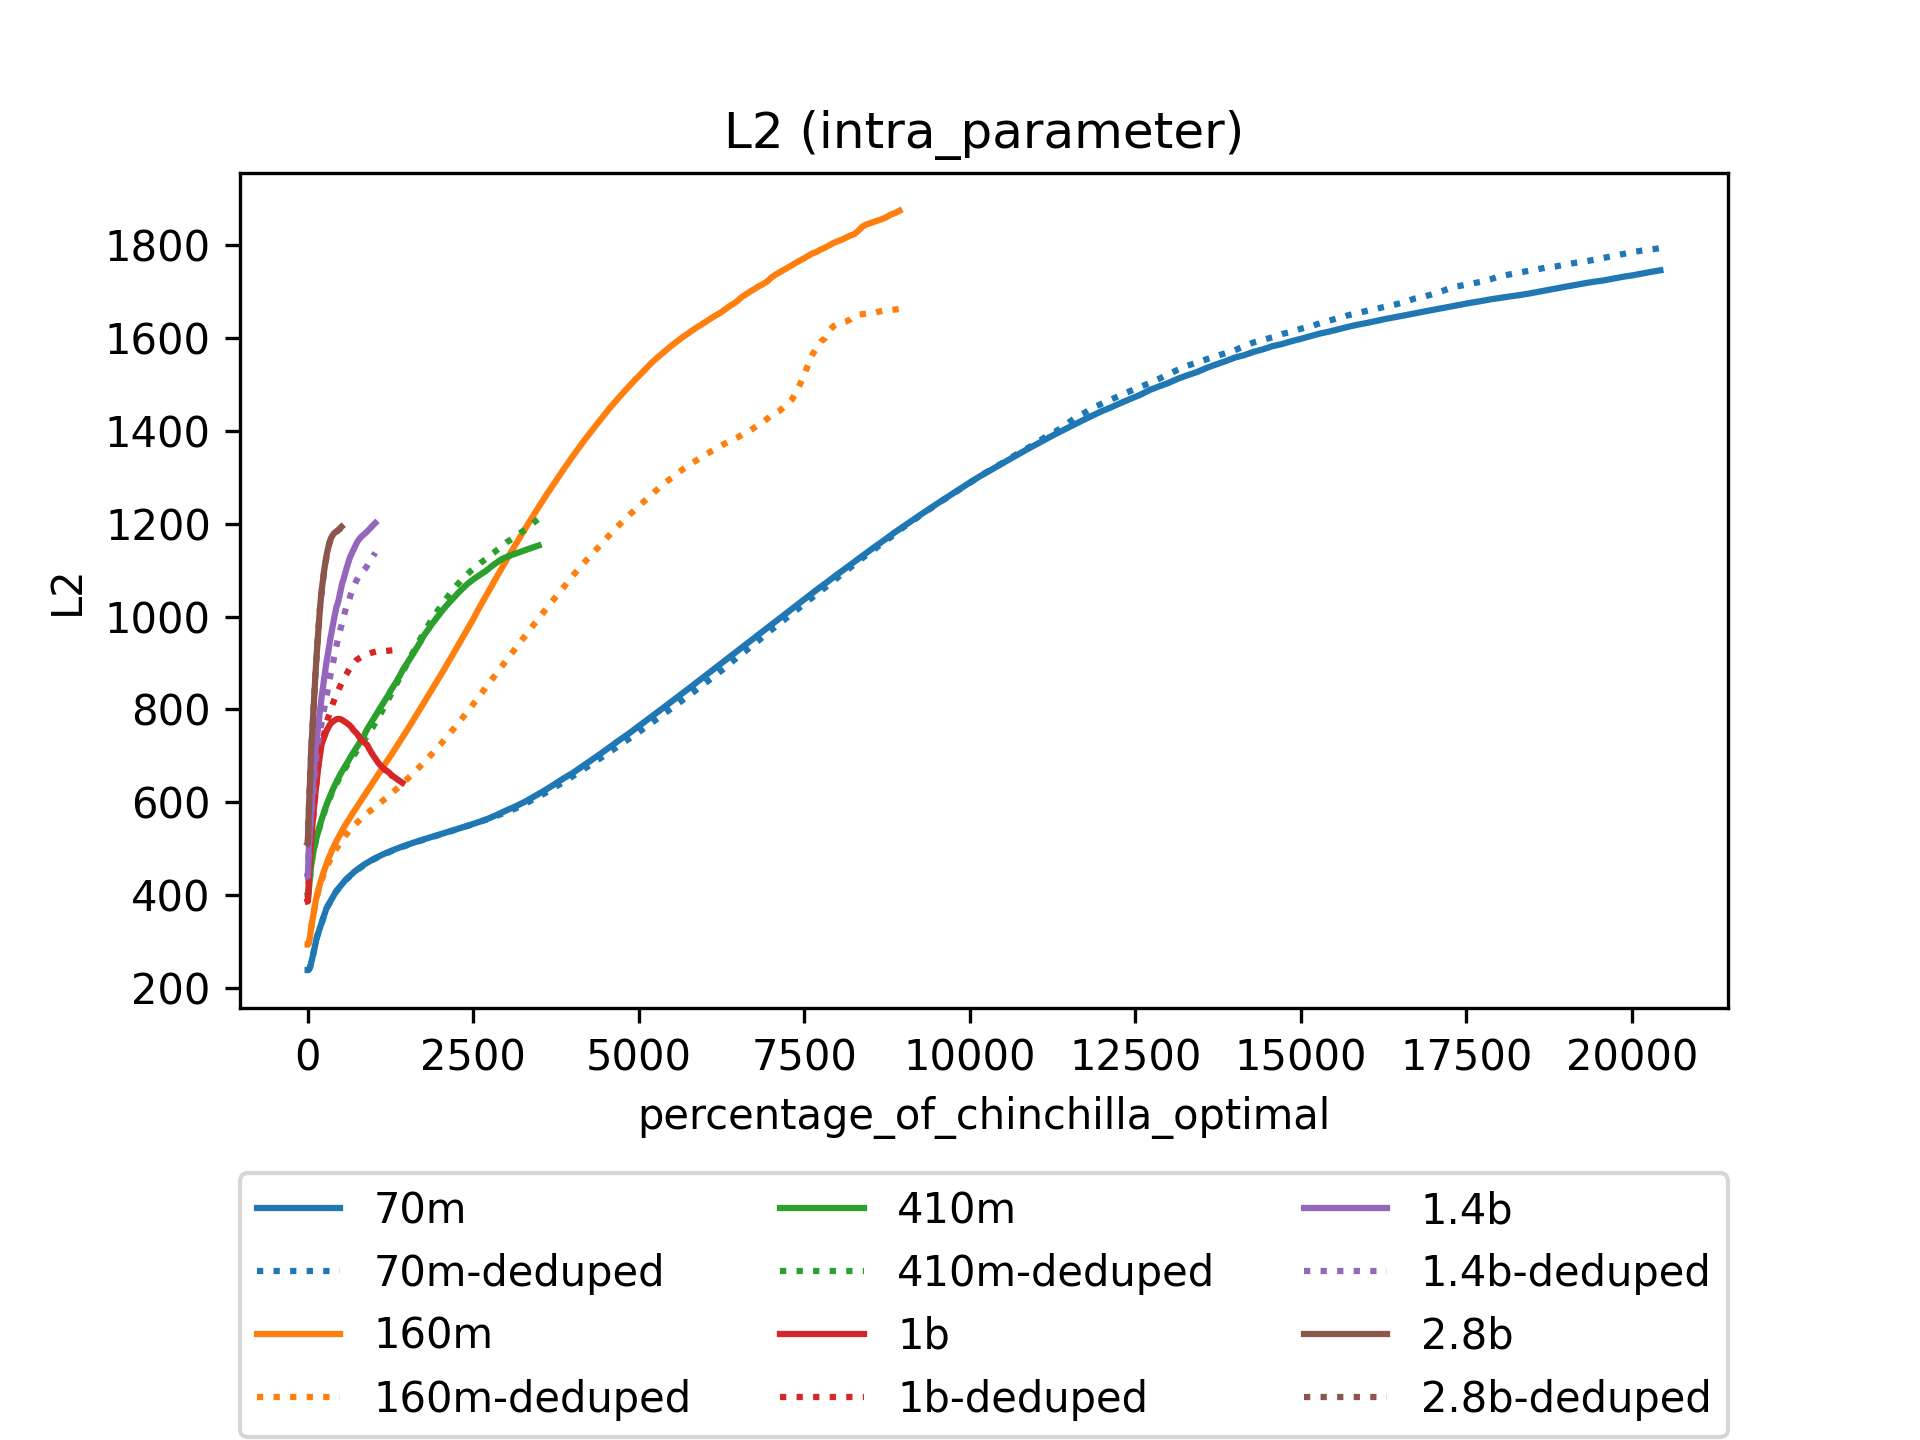 L2 (intra_parameter)
1800
1600
1400
1200
1000
800
600
400
200
L2
0 2500 5000 7500 10000 12500 15000 17500 20000
percentage_of_chinchilla_optimal
70m 410m 1.4b
70m-deduped 410m-deduped 1.4b-deduped
160m 1b 2.8b
160m-deduped 1b-deduped 2.8b-deduped